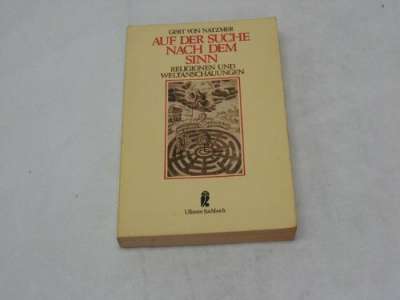 GERT VON NATZMER
AUF DER SUCHE
NACH DEM
SINN
RELIGIONEN UND
WELTANSCHAUUNGEN
Ullstein Sachbuch